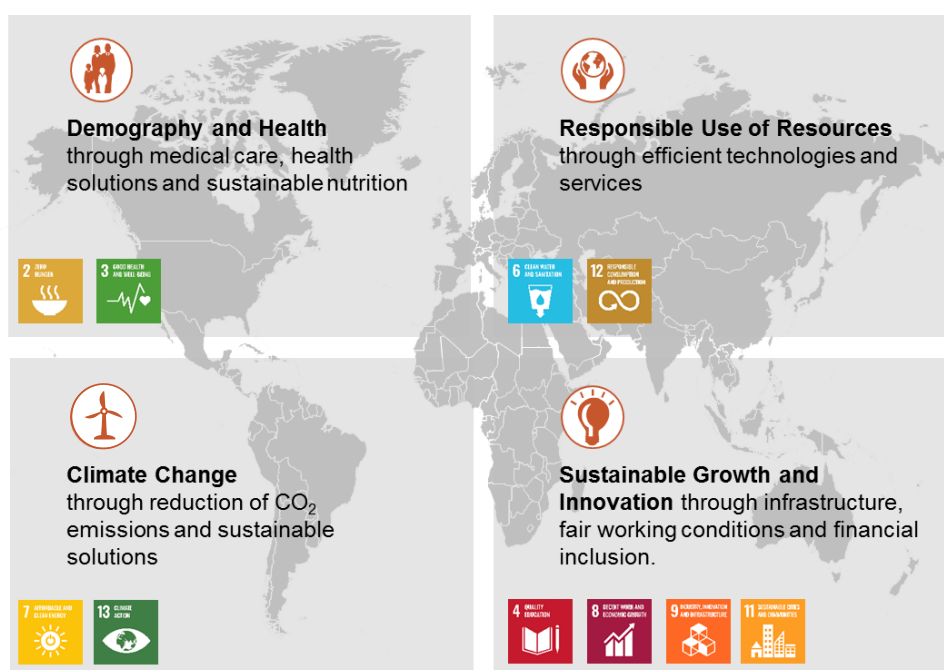 Demography and Health
through medical care, health
solutions and sustainable nutrition
2 ZERO
HUNGER
3 GOOD HEALTH
AND WELL-BEING
Responsible Use of Resources
through efficient technologies and
services
6 CLEAN WATER
AND SANITATION
12 RESPONSIBLE
CONSUMPTION
AND PRODUCTION
Climate Change
through reduction of CO₂
emissions and sustainable
solutions
7 AFFORDABLE AND
CLEAN ENERGY
13 CLIMATE
ACTION
Sustainable Growth and
Innovation through infrastructure,
fair working conditions and financial
inclusion.
4 QUALITY
EDUCATION
8 DECENT WORK AND
ECONOMIC GROWTH
9 INDUSTRY, INNOVATION
AND INFRASTRUCTURE
11 SUSTAINABLE CITIES
AND COMMUNITIES